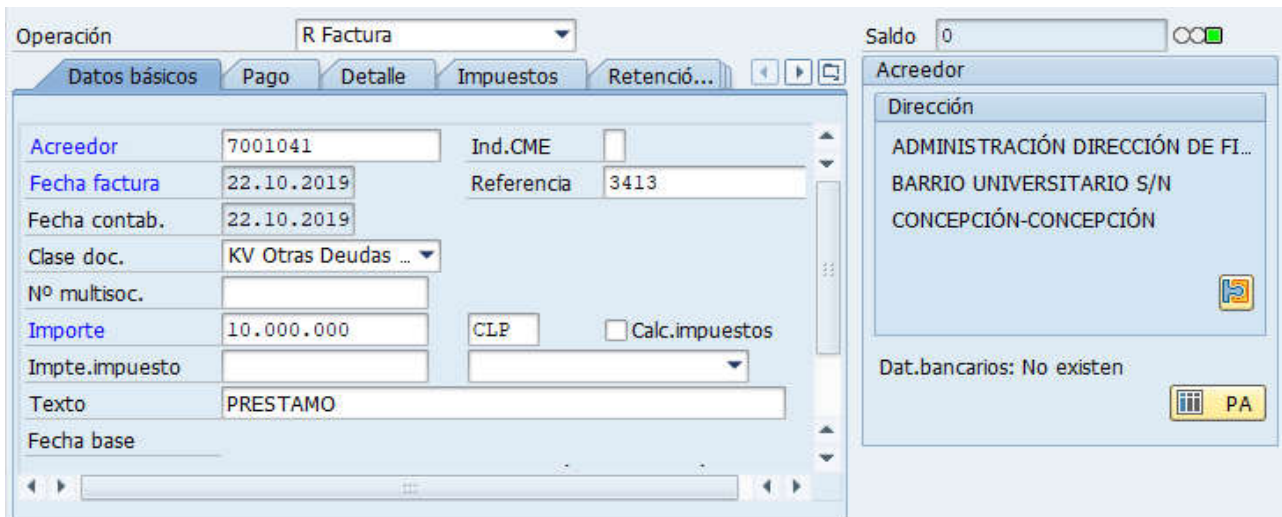 Operación R Factura
Saldo 0
Datos básicos Pago Detalle Impuestos Retenció...
Acreedor 7001041 Ind.CME
Fecha factura 22.10.2019 Referencia 3413
Fecha contab. 22.10.2019
Clase doc. KV Otras Deudas ...
Nº multisoc.
Importe 10.000.000 CLP Calc.impuestos
Impte.impuesto
Texto PRESTAMO
Fecha base
Acreedor
Dirección
ADMINISTRACIÓN DIRECCIÓN DE FI...
BARRIO UNIVERSITARIO S/N
CONCEPCIÓN-CONCEPCIÓN
Dat.bancarios: No existen
PA